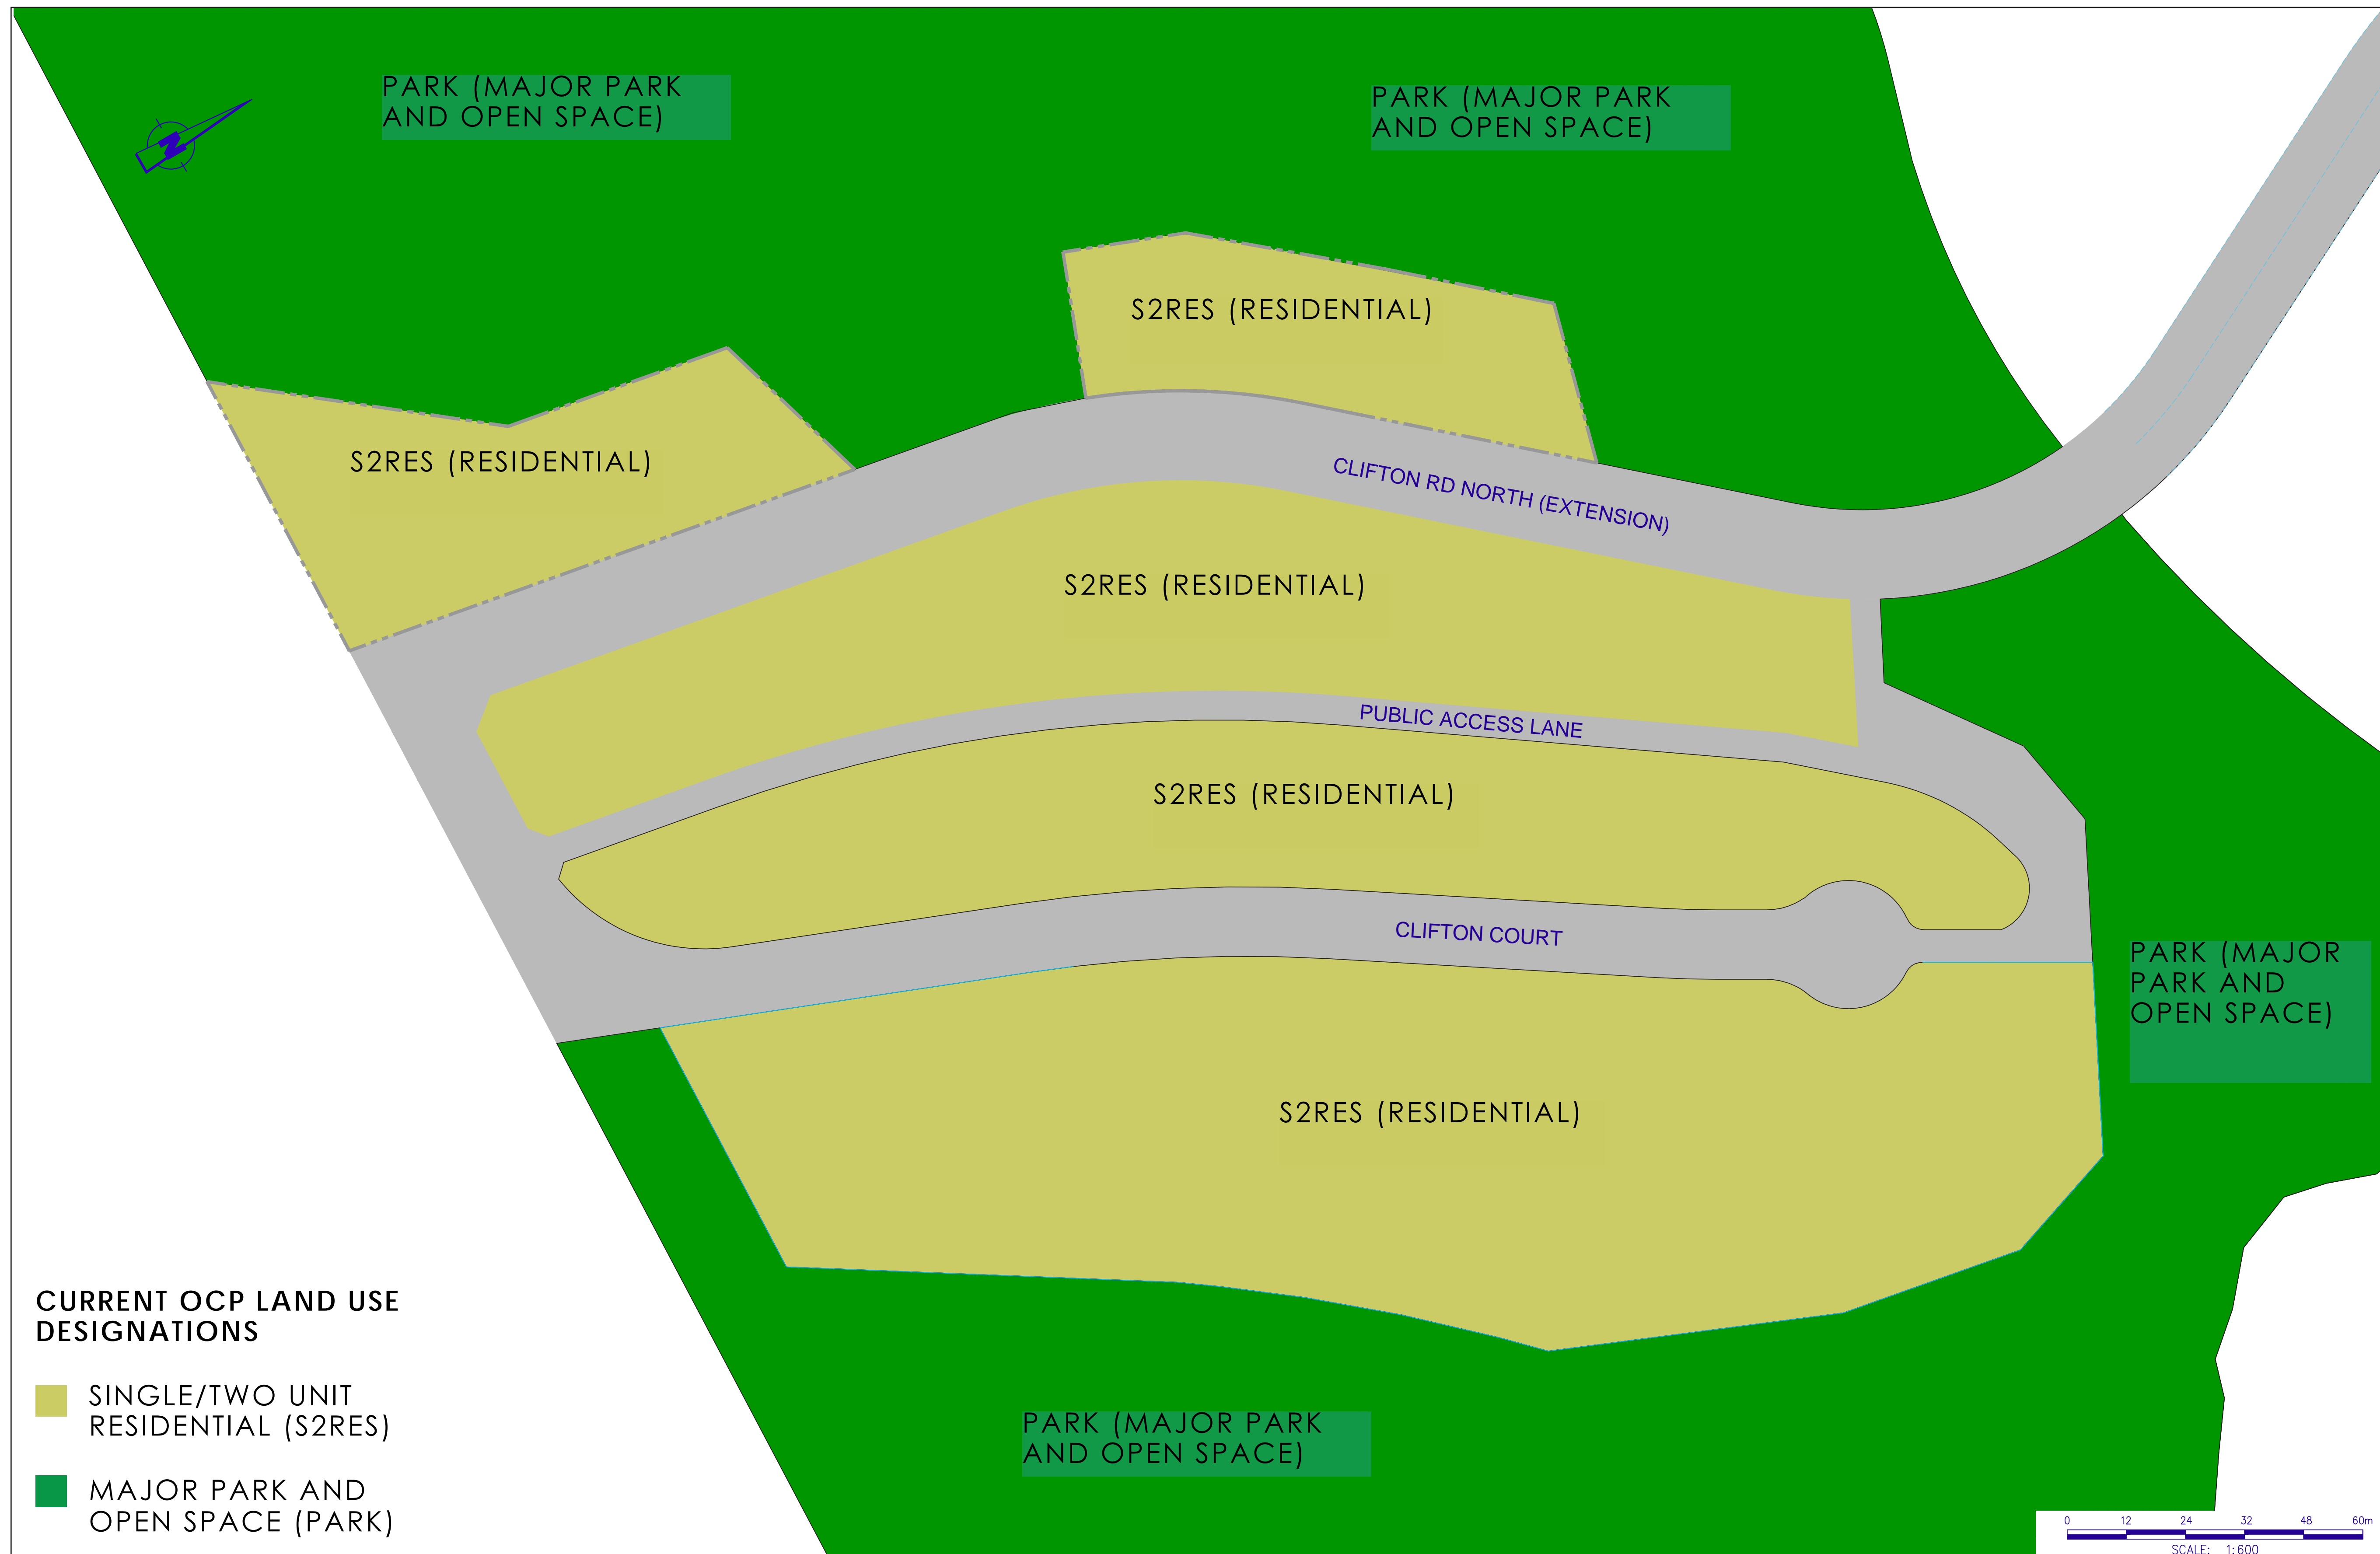 PARK (MAJOR PARK
AND OPEN SPACE)
PARK (MAJOR PARK
AND OPEN SPACE)
N
S2RES (RESIDENTIAL)
S2RES (RESIDENTIAL)
CLIFTON RD NORTH (EXTENSION)
S2RES (RESIDENTIAL)
PUBLIC ACCESS LANE
S2RES (RESIDENTIAL)
CLIFTON COURT
PARK (MAJOR
PARK AND
OPEN SPACE)
S2RES (RESIDENTIAL)
PARK (MAJOR PARK
AND OPEN SPACE)
CURRENT OCP LAND USE
DESIGNATIONS
SINGLE/TWO UNIT
RESIDENTIAL (S2RES)
MAJOR PARK AND
OPEN SPACE (PARK)
0 12 24 32 48 60m
SCALE: 1:600